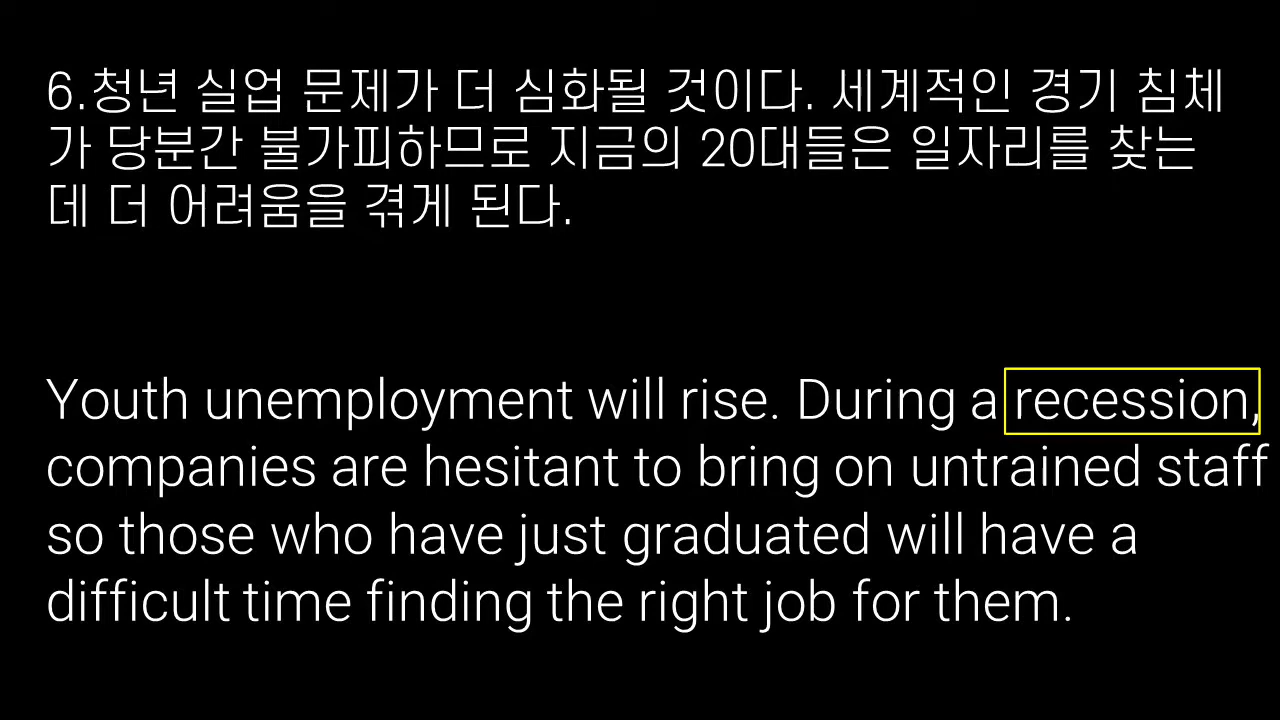 6.청년 실업 문제가 더 심화될 것이다. 세계적인 경기 침체
가 당분간 불가피하므로 지금의 20대들은 일자리를 찾는
데 더 어려움을 겪게 된다.
Youth unemployment will rise. During a recession,
companies are hesitant to bring on untrained staff
so those who have just graduated will have a
difficult time finding the right job for them.